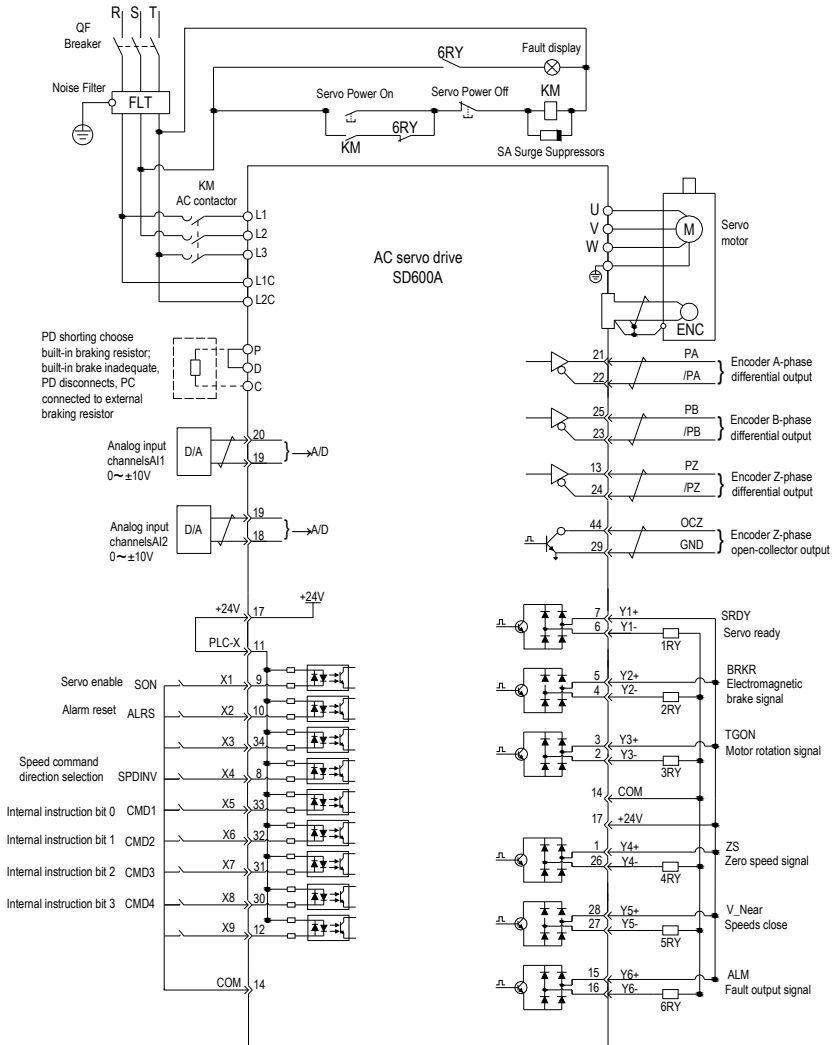 R S T
QF
Breaker
6RY
Fault display
Noise Filter
FLT
Servo Power On
Servo Power Off
KM
KM
6RY
SA Surge Suppressors
KM
AC contactor
L1
L2
L3
L1C
L2C
AC servo drive
SD600A
U
V
W
M
Servo
motor
ENC
PD shorting choose
built-in braking resistor;
built-in brake inadequate,
PD disconnects, PC
connected to external
braking resistor
P
D
C
21 PA
22 /PA
Encoder A-phase
differential output
25 PB
23 /PB
Encoder B-phase
differential output
13 PZ
24 /PZ
Encoder Z-phase
differential output
44 OCZ
29 GND
Encoder Z-phase
open-collector output
Analog input
channelsAI1
0～±10V
D/A
20
19
A/D
Analog input
channelsAI2
0～±10V
D/A
19
18
A/D
+24V 17
+24V
PLC-X 11
Servo enable SON X1 9
Alarm reset ALRS X2 10
X3 34
Speed command
direction selection SPDINV X4 8
Internal instruction bit 0 CMD1 X5 33
Internal instruction bit 1 CMD2 X6 32
Internal instruction bit 2 CMD3 X7 31
Internal instruction bit 3 CMD4 X8 30
X9 12
COM 14
7 Y1+ SRDY
6 Y1- Servo ready
1RY
5 Y2+ BRKR
4 Y2- Electromagnetic
brake signal
2RY
3 Y3+ TGON
2 Y3- Motor rotation signal
3RY
14 COM
17 +24V
1 Y4+ ZS
26 Y4- Zero speed signal
4RY
28 Y5+ V_Near
27 Y5- Speeds close
5RY
15 Y6+ ALM
16 Y6- Fault output signal
6RY